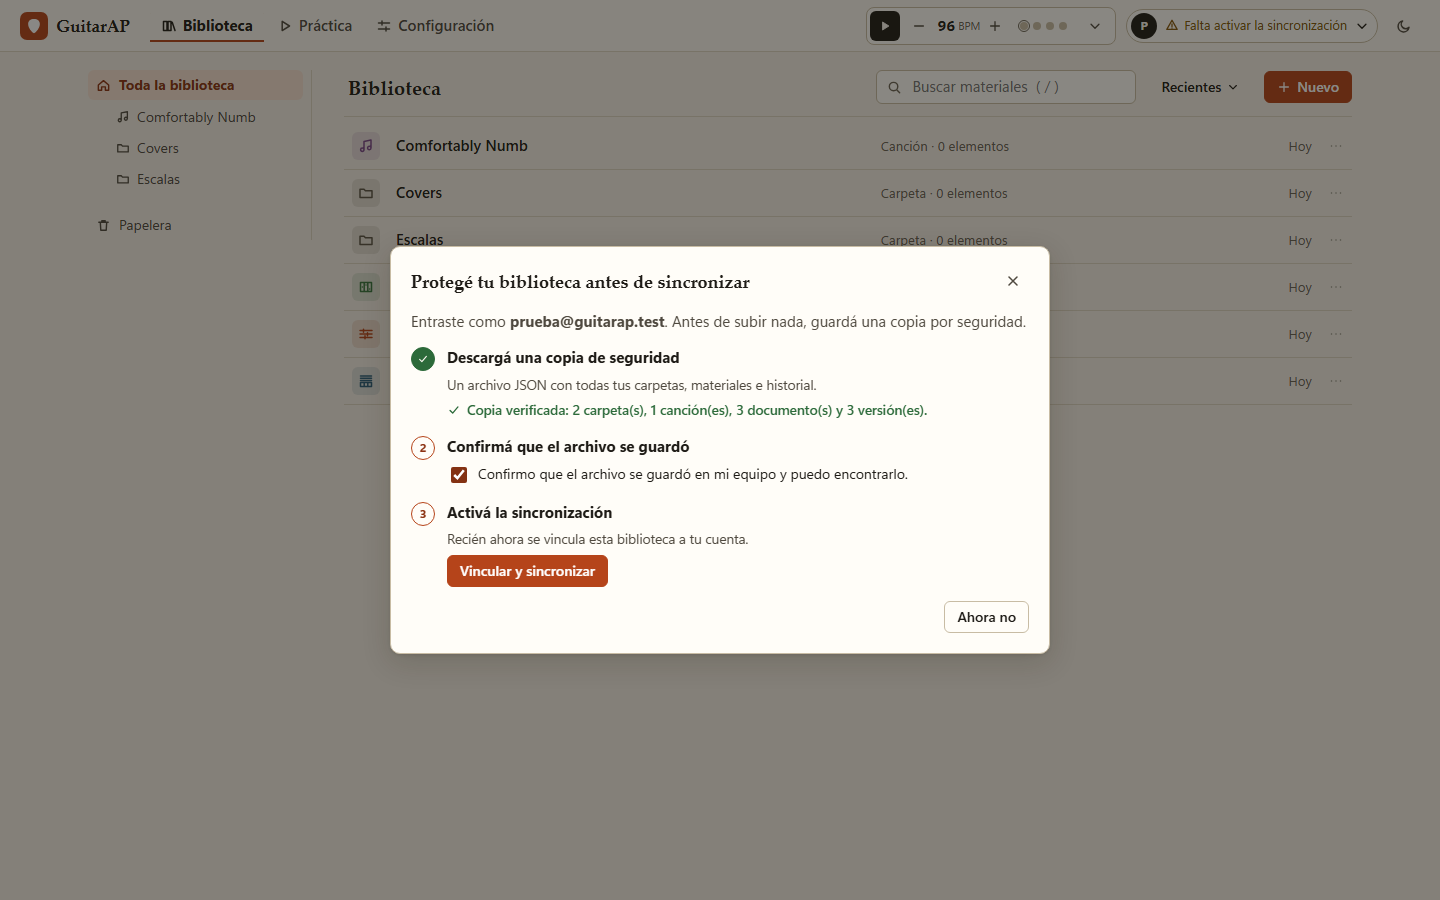 GuitarAP
Biblioteca
Práctica
Configuración
96 BPM
P
Falta activar la sincronización
Toda la biblioteca
Comfortably Numb
Covers
Escalas
Papelera
Biblioteca
Buscar materiales ( / )
Recientes
Nuevo
Comfortably Numb
Canción · 0 elementos
Hoy
Covers
Carpeta · 0 elementos
Hoy
Escalas
Carpeta · 0 elementos
Hoy
Hoy
Hoy
Hoy
Protegé tu biblioteca antes de sincronizar
Entraste como prueba@guitarap.test. Antes de subir nada, guardá una copia por seguridad.
Descargá una copia de seguridad
Un archivo JSON con todas tus carpetas, materiales e historial.
Copia verificada: 2 carpeta(s), 1 canción(es), 3 documento(s) y 3 versión(es).
2 Confirmá que el archivo se guardó
Confirmo que el archivo se guardó en mi equipo y puedo encontrarlo.
3 Activá la sincronización
Recién ahora se vincula esta biblioteca a tu cuenta.
Vincular y sincronizar
Ahora no